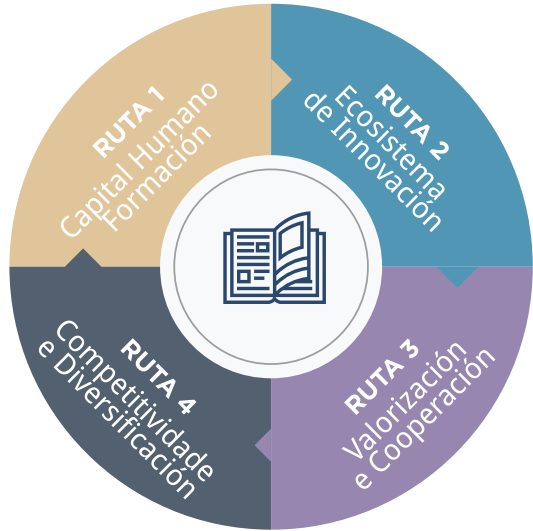 RUTA 1
Capital Humano
Formación
RUTA 2
Ecosistema
de Innovación
RUTA 3
Valorización
e Cooperación
RUTA 4
Competitividade
e Diversificación